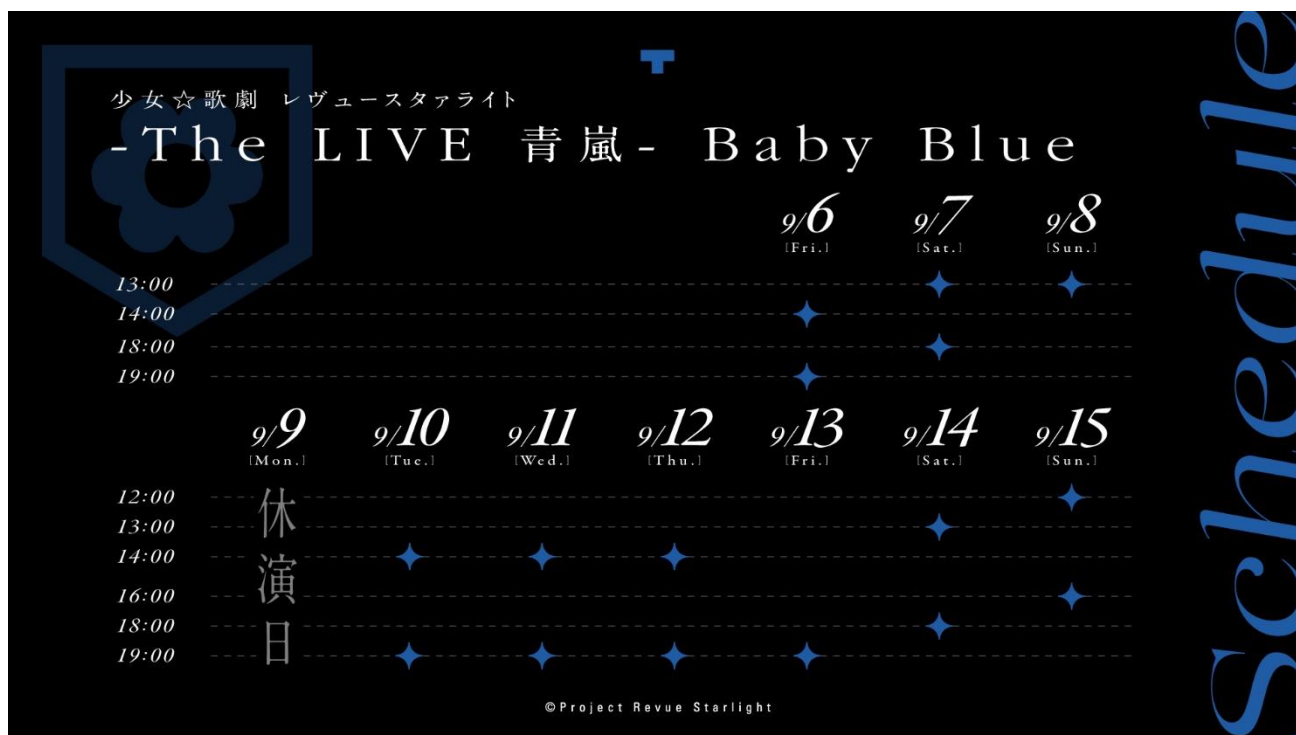 少女☆歌劇 レヴュースタァライト
-The LIVE 青嵐- Baby Blue
9/6 9/7 9/8
[Fri.] [Sat.] [Sun.]
13:00
14:00
18:00
19:00
9/9 9/10 9/11 9/12 9/13 9/14 9/15
[Mon.] [Tue.] [Wed.] [Thu.] [Fri.] [Sat.] [Sun.]
12:00
13:00
14:00
16:00
18:00
19:00
休演日
©Project Revue Starlight
Schedule